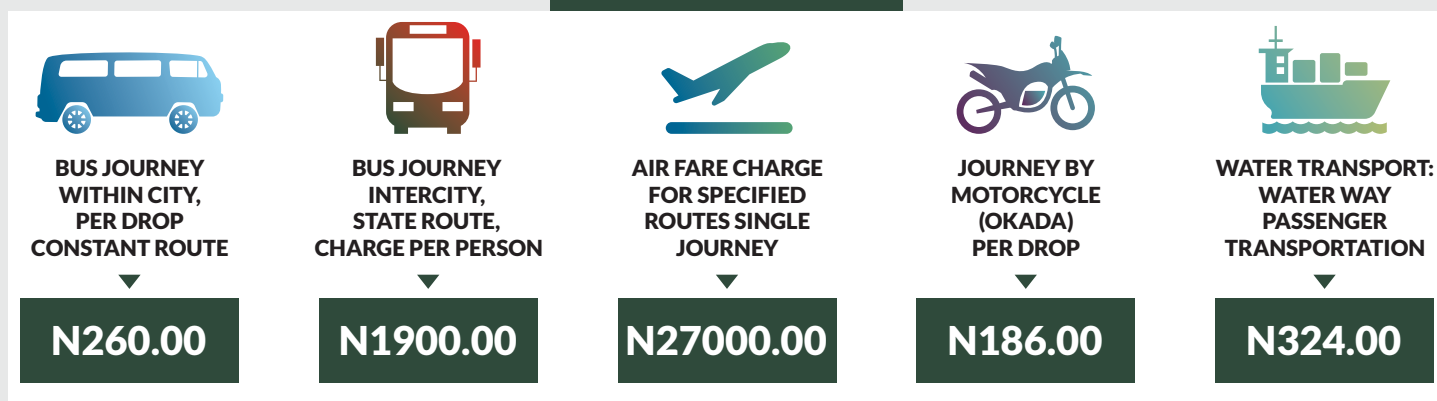 BUS JOURNEY
WITHIN CITY,
PER DROP
CONSTANT ROUTE
N260.00
BUS JOURNEY
INTERCITY,
STATE ROUTE,
CHARGE PER PERSON
N1900.00
AIR FARE CHARGE
FOR SPECIFIED
ROUTES SINGLE
JOURNEY
N27000.00
JOURNEY BY
MOTORCYCLE
(OKADA)
PER DROP
N186.00
WATER TRANSPORT:
WATER WAY
PASSENGER
TRANSPORTATION
N324.00